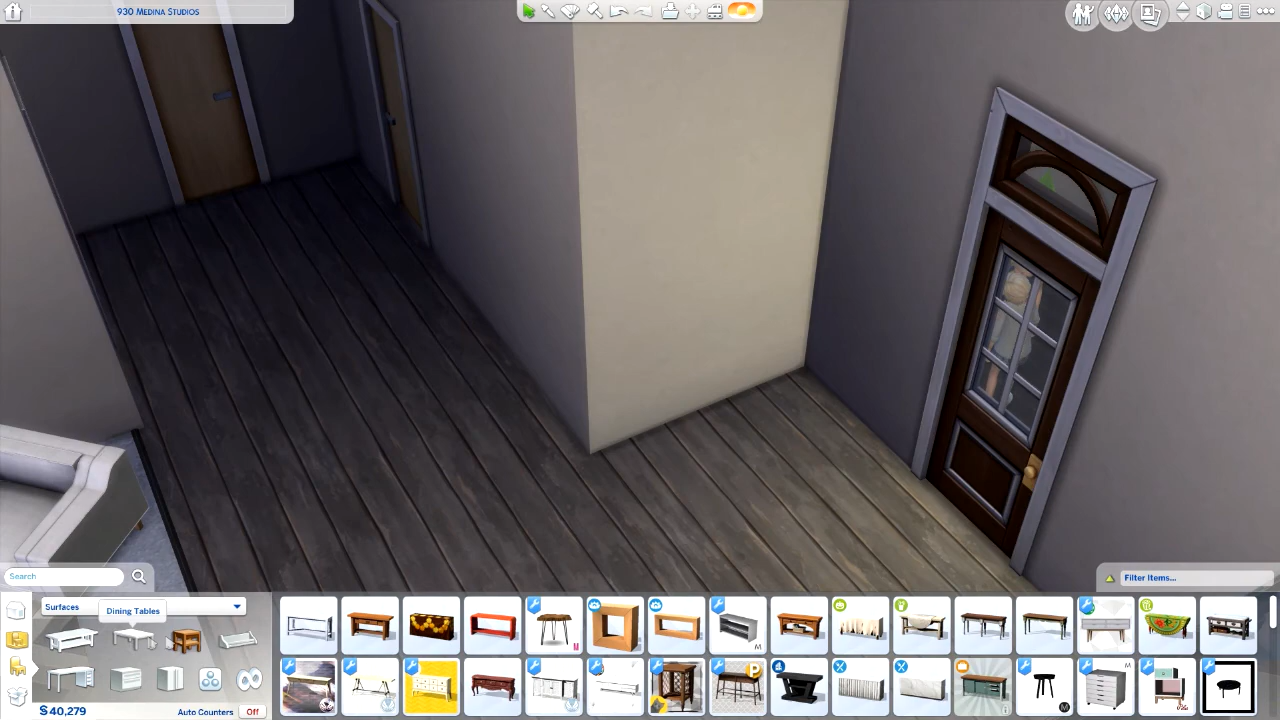 930 Medina Studios
Search
Filter Items...
Surfaces
Dining Tables
$40,279
Auto Counters
Off